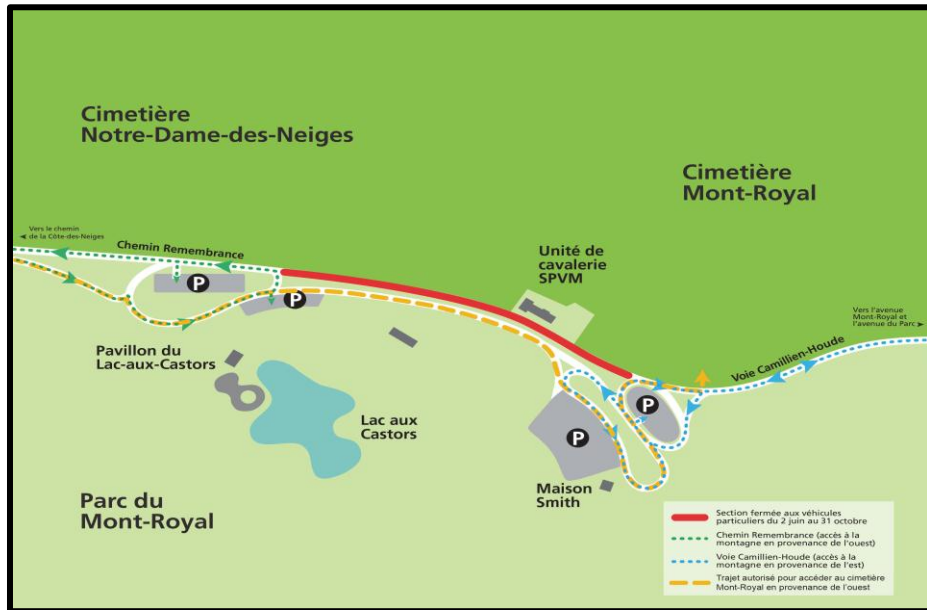 Cimetière
Notre-Dame-des-Neiges
Cimetière
Mont-Royal
Vers le chemin
de la Côte-des-Neiges
Chemin Remembrance
Unité de
cavalerie
SPVM
P
P
Vers l'avenue
Mont-Royal et
l'avenue du Parc
Voie Camillien-Houde
Pavillon du
Lac-aux-Castors
Lac aux
Castors
P
P
Maison
Smith
Parc du
Mont-Royal
Section fermée aux véhicules
particuliers du 2 juin au 31 octobre
Chemin Remembrance (accès à la
montagne en provenance de l'ouest)
Voie Camillien-Houde (accès à la
montagne en provenance de l'est)
Trajet autorisé pour accéder au cimetière
Mont-Royal en provenance de l'ouest